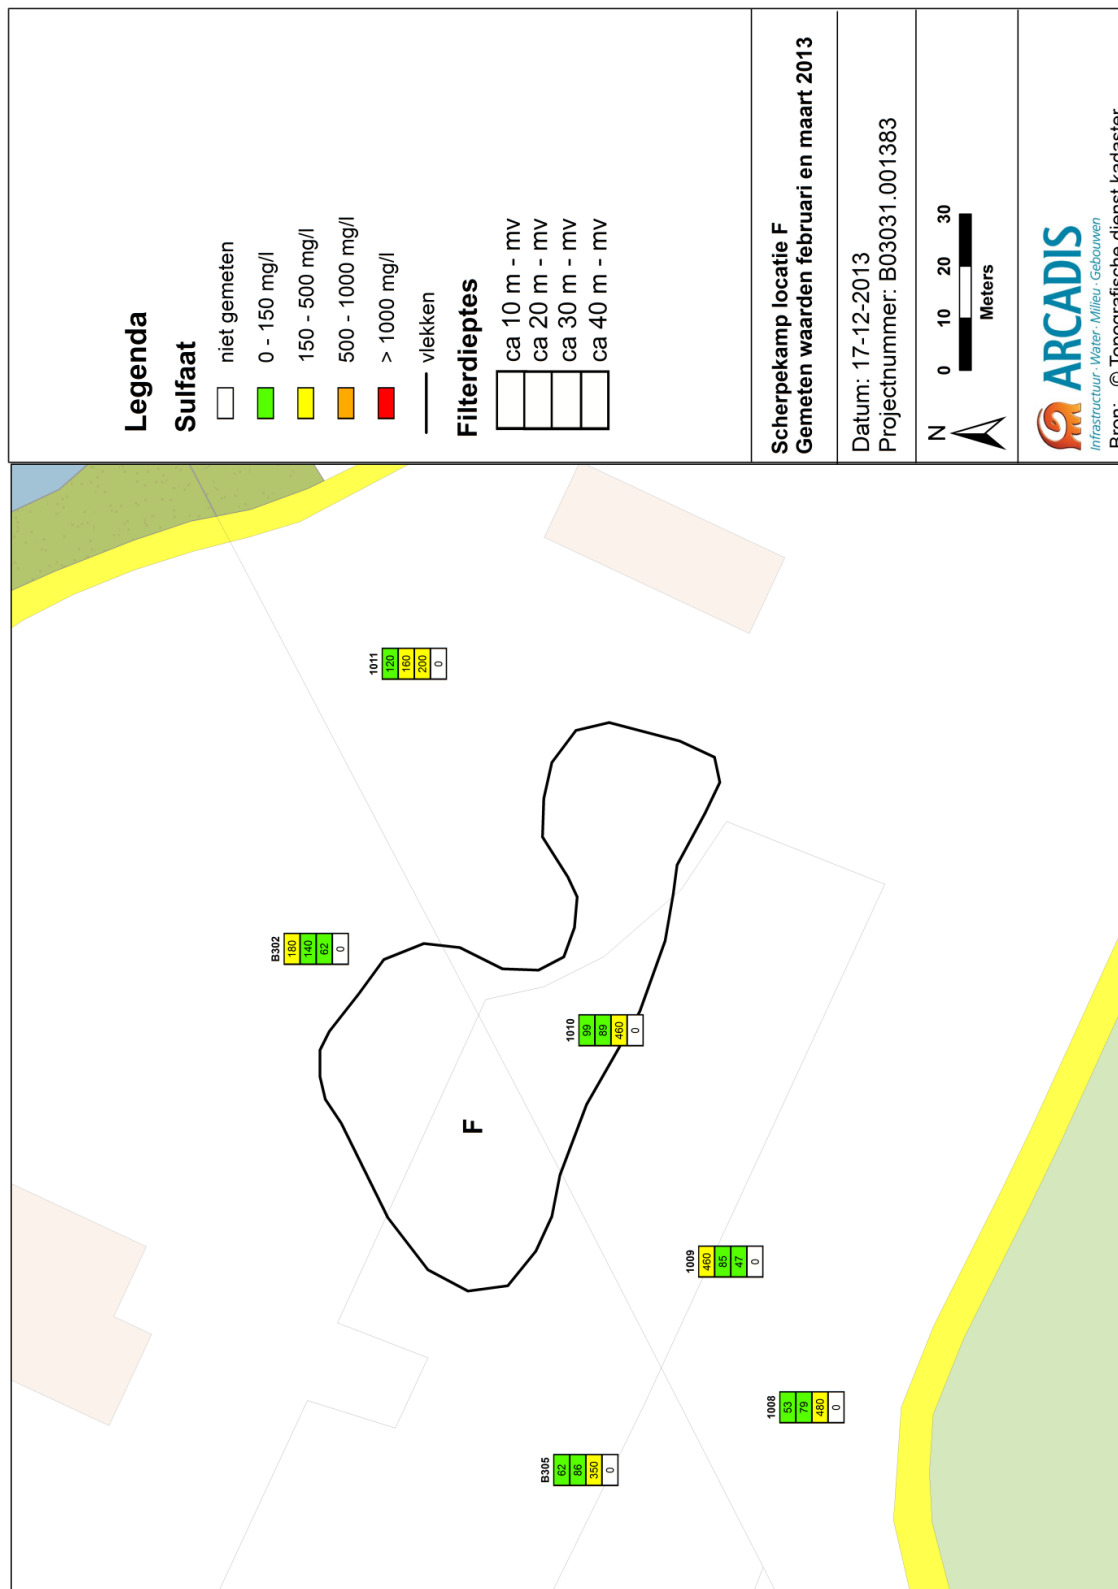 Legenda
Sulfaat
niet gemeten
0 - 150 mg/l
150 - 500 mg/l
500 - 1000 mg/l
> 1000 mg/l
vlekken
Filterdieptes
ca 10 m - mv
ca 20 m - mv
ca 30 m - mv
ca 40 m - mv
Scherpekamp locatie F
Gemeten waarden februari en maart 2013
Datum: 17-12-2013
Projectnummer: B03031.001383
N
0 10 20 30
Meters
ARCADIS
Infrastructuur · Water · Milieu · Gebouwen
Bron: © Topografische dienst kadaster
B305
62
86
350
0
1008
53
79
480
0
1009
460
85
47
0
F
1010
99
89
460
0
B302
180
140
62
0
1011
120
160
200
0